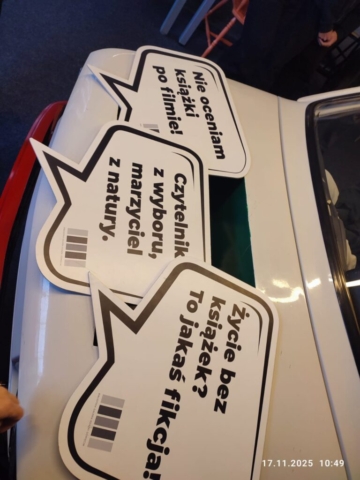 Nie oceniam
książki
po filmie!
Czytelnik
z wyboru,
marzyciel
z natury.
Życie bez
książek?
To jakaś fikcja!
17.11.2025 10:49